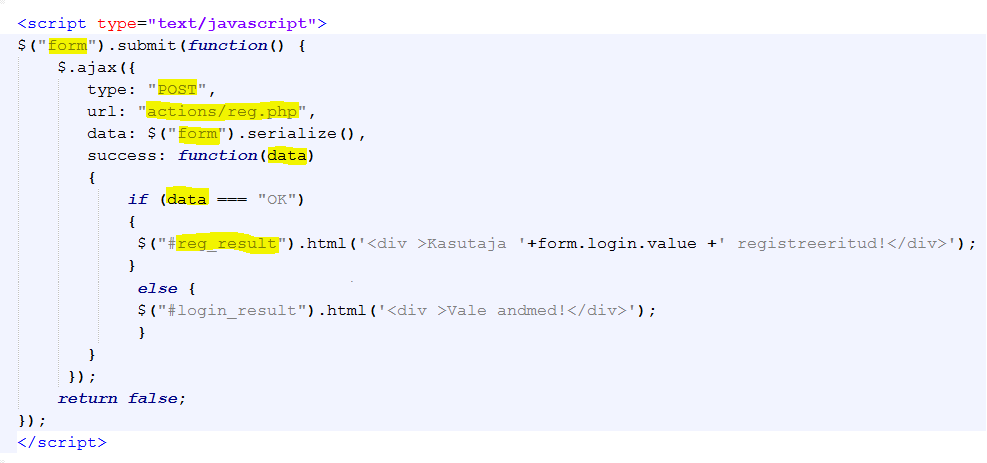 <script type="text/javascript">
$("form").submit(function() {
$.ajax({
type: "POST",
url: "actions/reg.php",
data: $("form").serialize(),
success: function(data)
{
if (data === "OK")
{
$("#reg_result").html('<div >Kasutaja '+form.login.value +' registreeritud!</div>');
}
else {
$("#login_result").html('<div >Vale andmed!</div>');
}
}
});
return false;
});
</script>